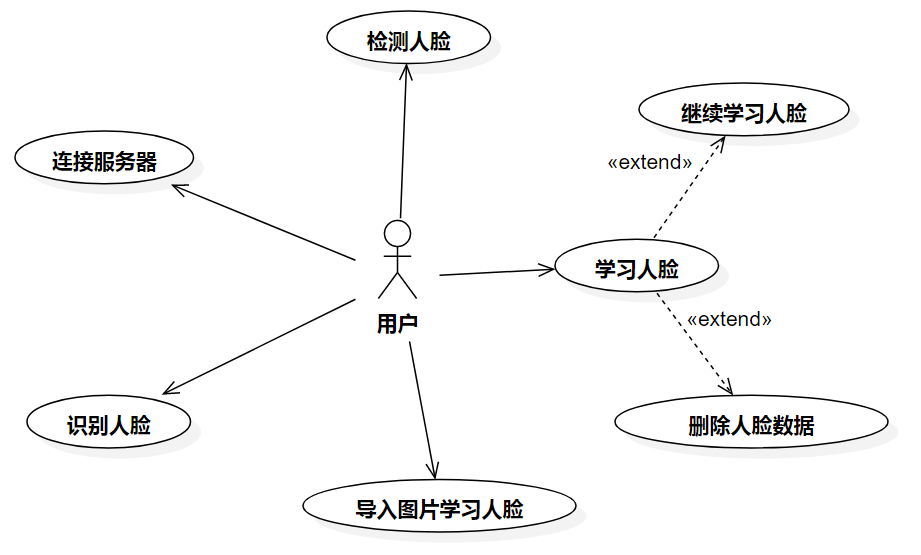 检测人脸
继续学习人脸
«extend»
连接服务器
学习人脸
用户
«extend»
识别人脸
删除人脸数据
导入图片学习人脸